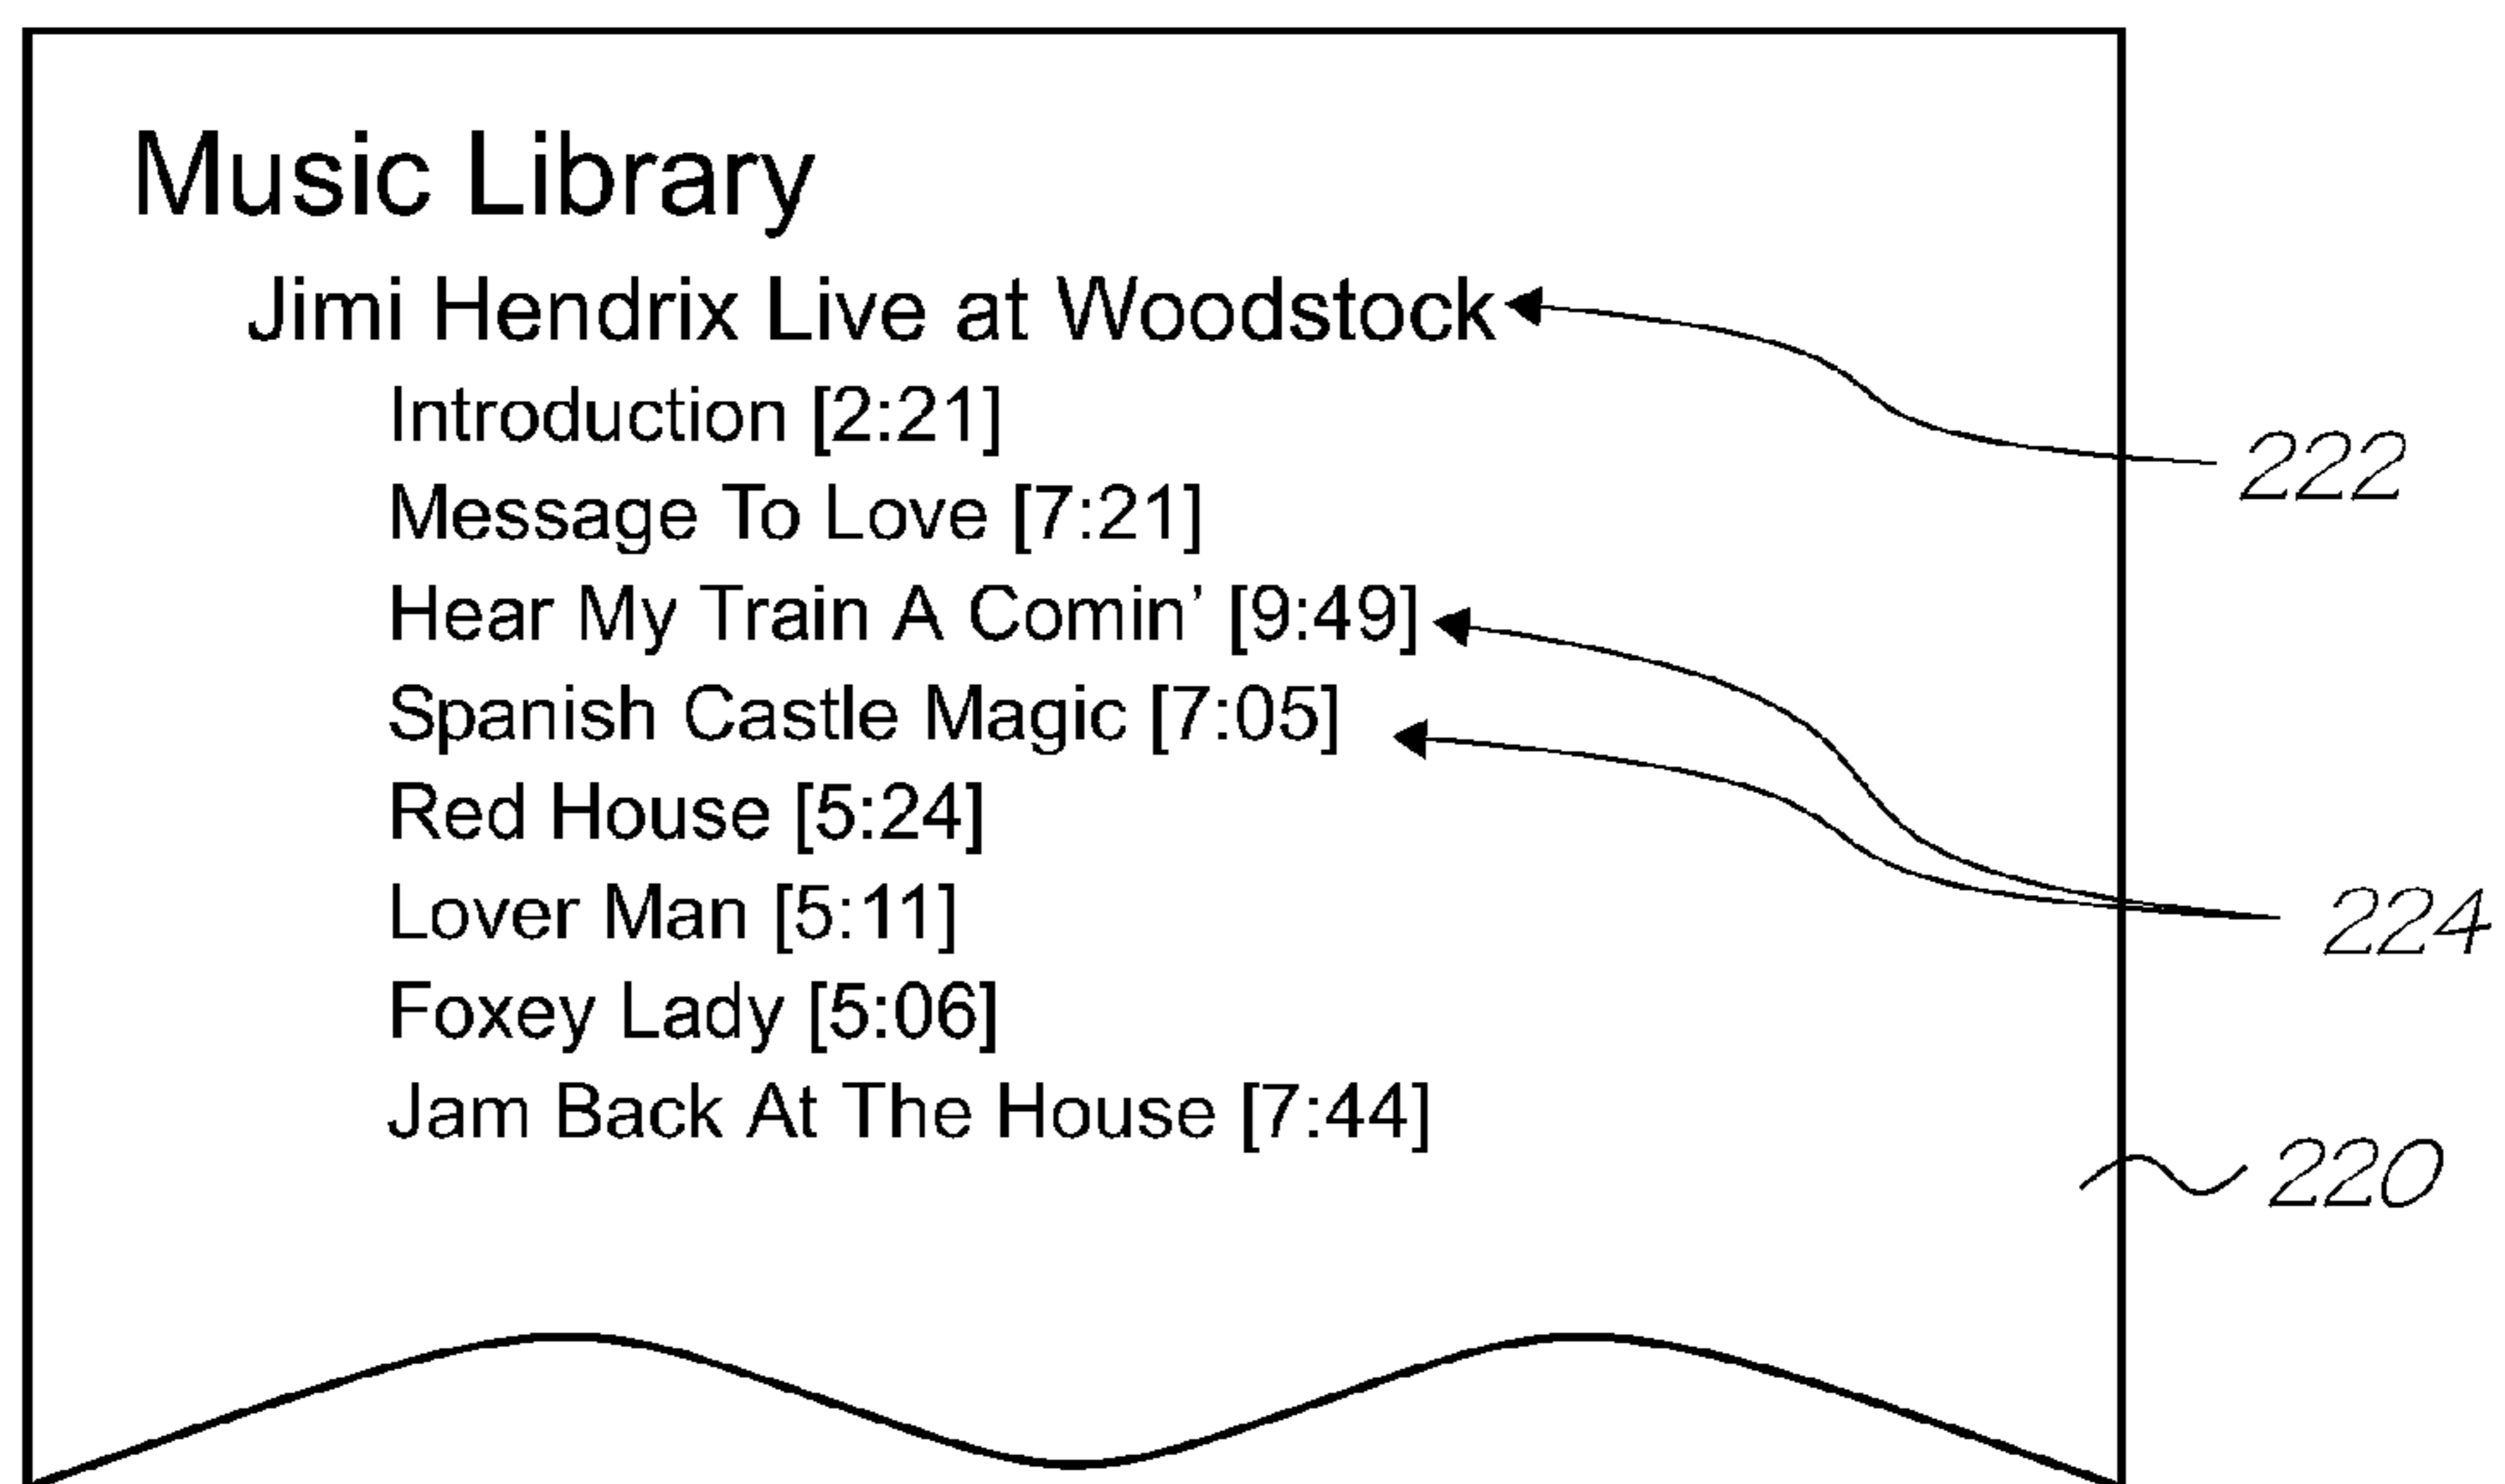 Music Library
Jimi Hendrix Live at Woodstock
Introduction [2:21]
222
Message To Love [7:21]
Hear My Train A Comin’ [9:49]
Spanish Castle Magic [7:05]
Red House [5:24]
Lover Man [5:11]
224
Foxey Lady [5:06]
Jam Back At The House [7:44]
220